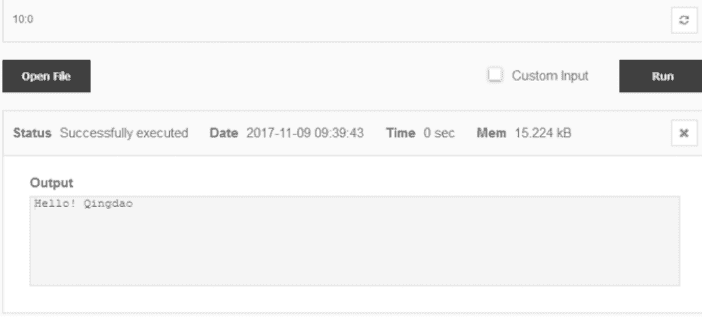 10:0
Open File Custom Input Run
Status Successfully executed Date 2017-11-09 09:39:43 Time 0 sec Mem 15.224 kB
Output
Hello! Qingdao